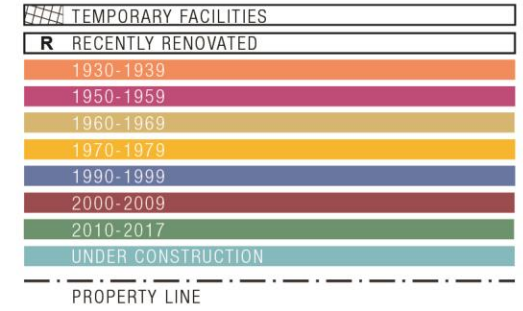 TEMPORARY FACILITIES
R RECENTLY RENOVATED
1930-1939
1950-1959
1960-1969
1970-1979
1990-1999
2000-2009
2010-2017
UNDER CONSTRUCTION
PROPERTY LINE